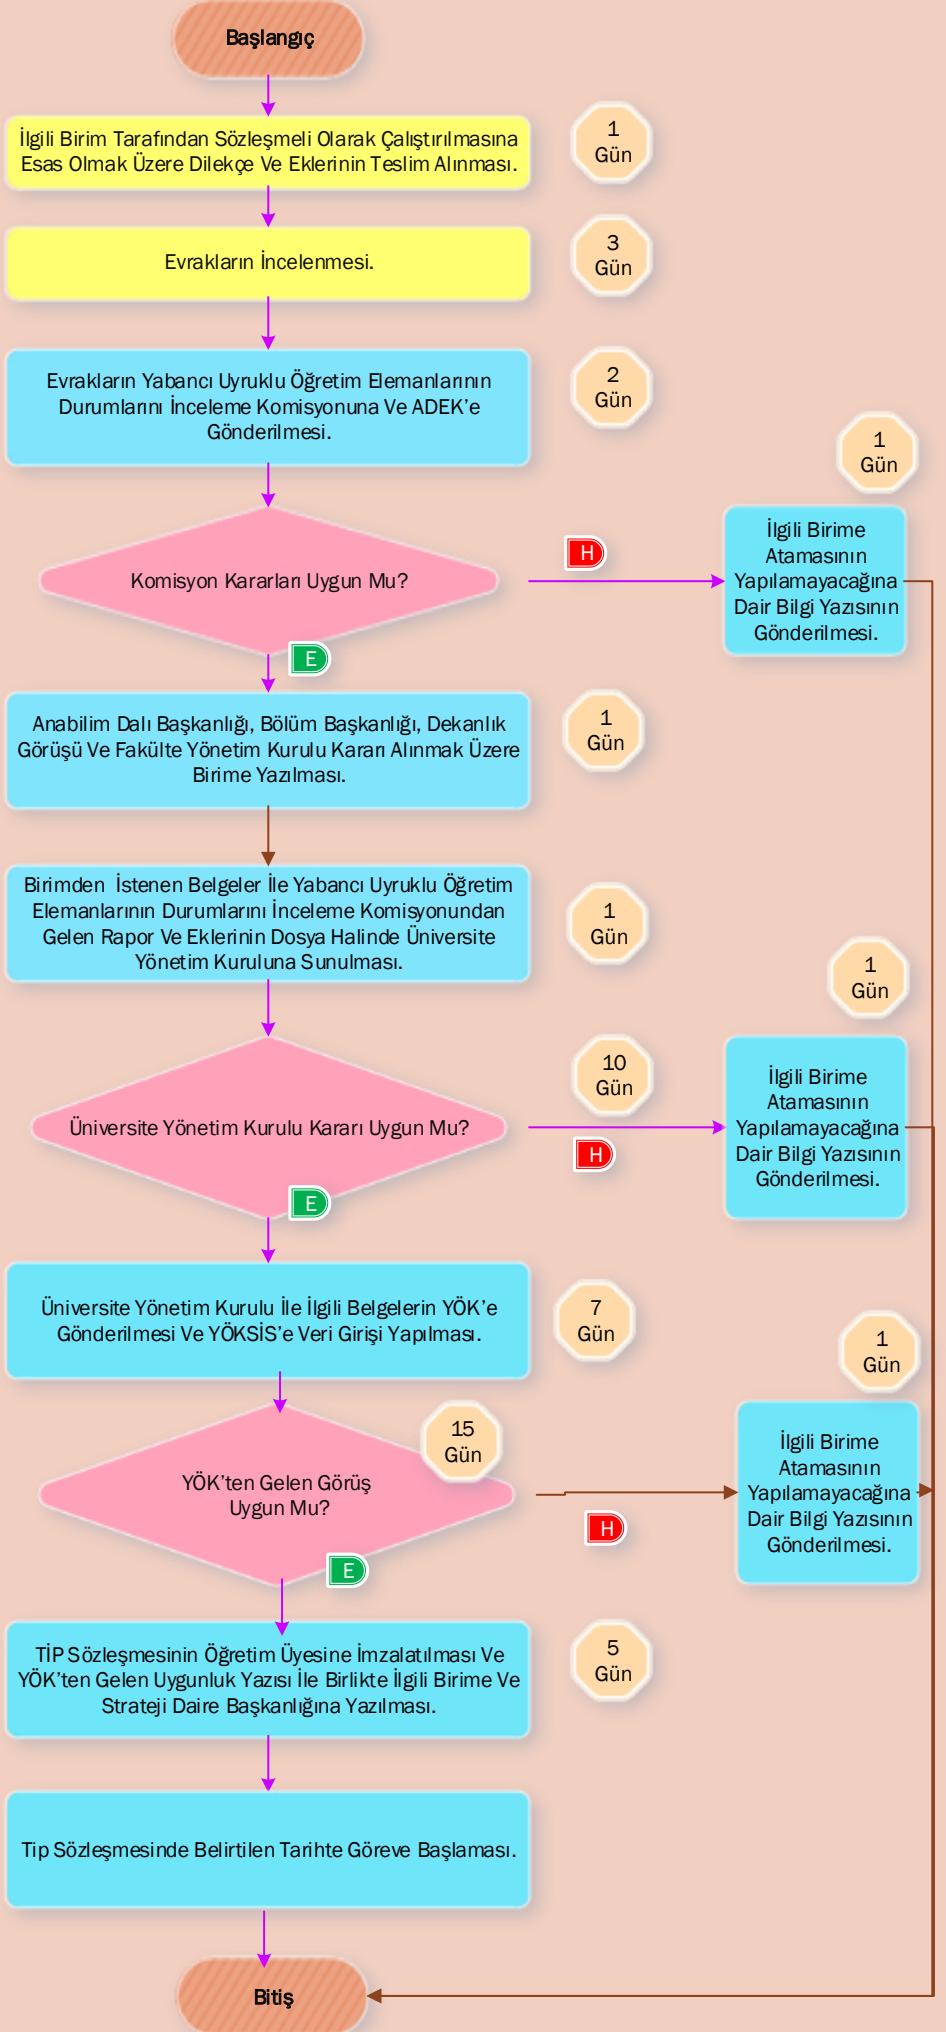 Başlangıç
İlgili Birim Tarafından Sözleşmeli Olarak Çalıştırılmasına
Esas Olmak Üzere Dilekçe Ve Eklerinin Teslim Alınması.
1
Gün
Evrakların İncelenmesi.
3
Gün
Evrakların Yabancı Uyruklu Öğretim Elemanlarının
Durumlarını İnceleme Komisyonuna Ve ADEK’e
Gönderilmesi.
2
Gün
1
Gün
Komisyon Kararları Uygun Mu?
H
İlgili Birime
Atamasının
Yapılamayacağına
Dair Bilgi Yazısının
Gönderilmesi.
E
Anabilim Dalı Başkanlığı, Bölüm Başkanlığı, Dekanlık
Görüşü Ve Fakülte Yönetim Kurulu Kararı Alınmak Üzere
Birime Yazılması.
1
Gün
Birimden İstenen Belgeler İle Yabancı Uyruklu Öğretim
Elemanlarının Durumlarını İnceleme Komisyonundan
Gelen Rapor Ve Eklerinin Dosya Halinde Üniversite
Yönetim Kuruluna Sunulması.
1
Gün
1
Gün
Üniversite Yönetim Kurulu Kararı Uygun Mu?
10
Gün
H
İlgili Birime
Atamasının
Yapılamayacağına
Dair Bilgi Yazısının
Gönderilmesi.
E
Üniversite Yönetim Kurulu İle İlgili Belgelerin YÖK’e
Gönderilmesi Ve YÖKSİS’e Veri Girişi Yapılması.
7
Gün
1
Gün
15
Gün
YÖK’ten Gelen Görüş
Uygun Mu?
H
İlgili Birime
Atamasının
Yapılamayacağına
Dair Bilgi Yazısının
Gönderilmesi.
E
TİP Sözleşmesinin Öğretim Üyesine İmzalatılması Ve
YÖK’ten Gelen Uygunluk Yazısı İle Birlikte İlgili Birime Ve
Strateji Daire Başkanlığına Yazılması.
5
Gün
Tip Sözleşmesinde Belirtilen Tarihte Göreve Başlaması.
Bitiş